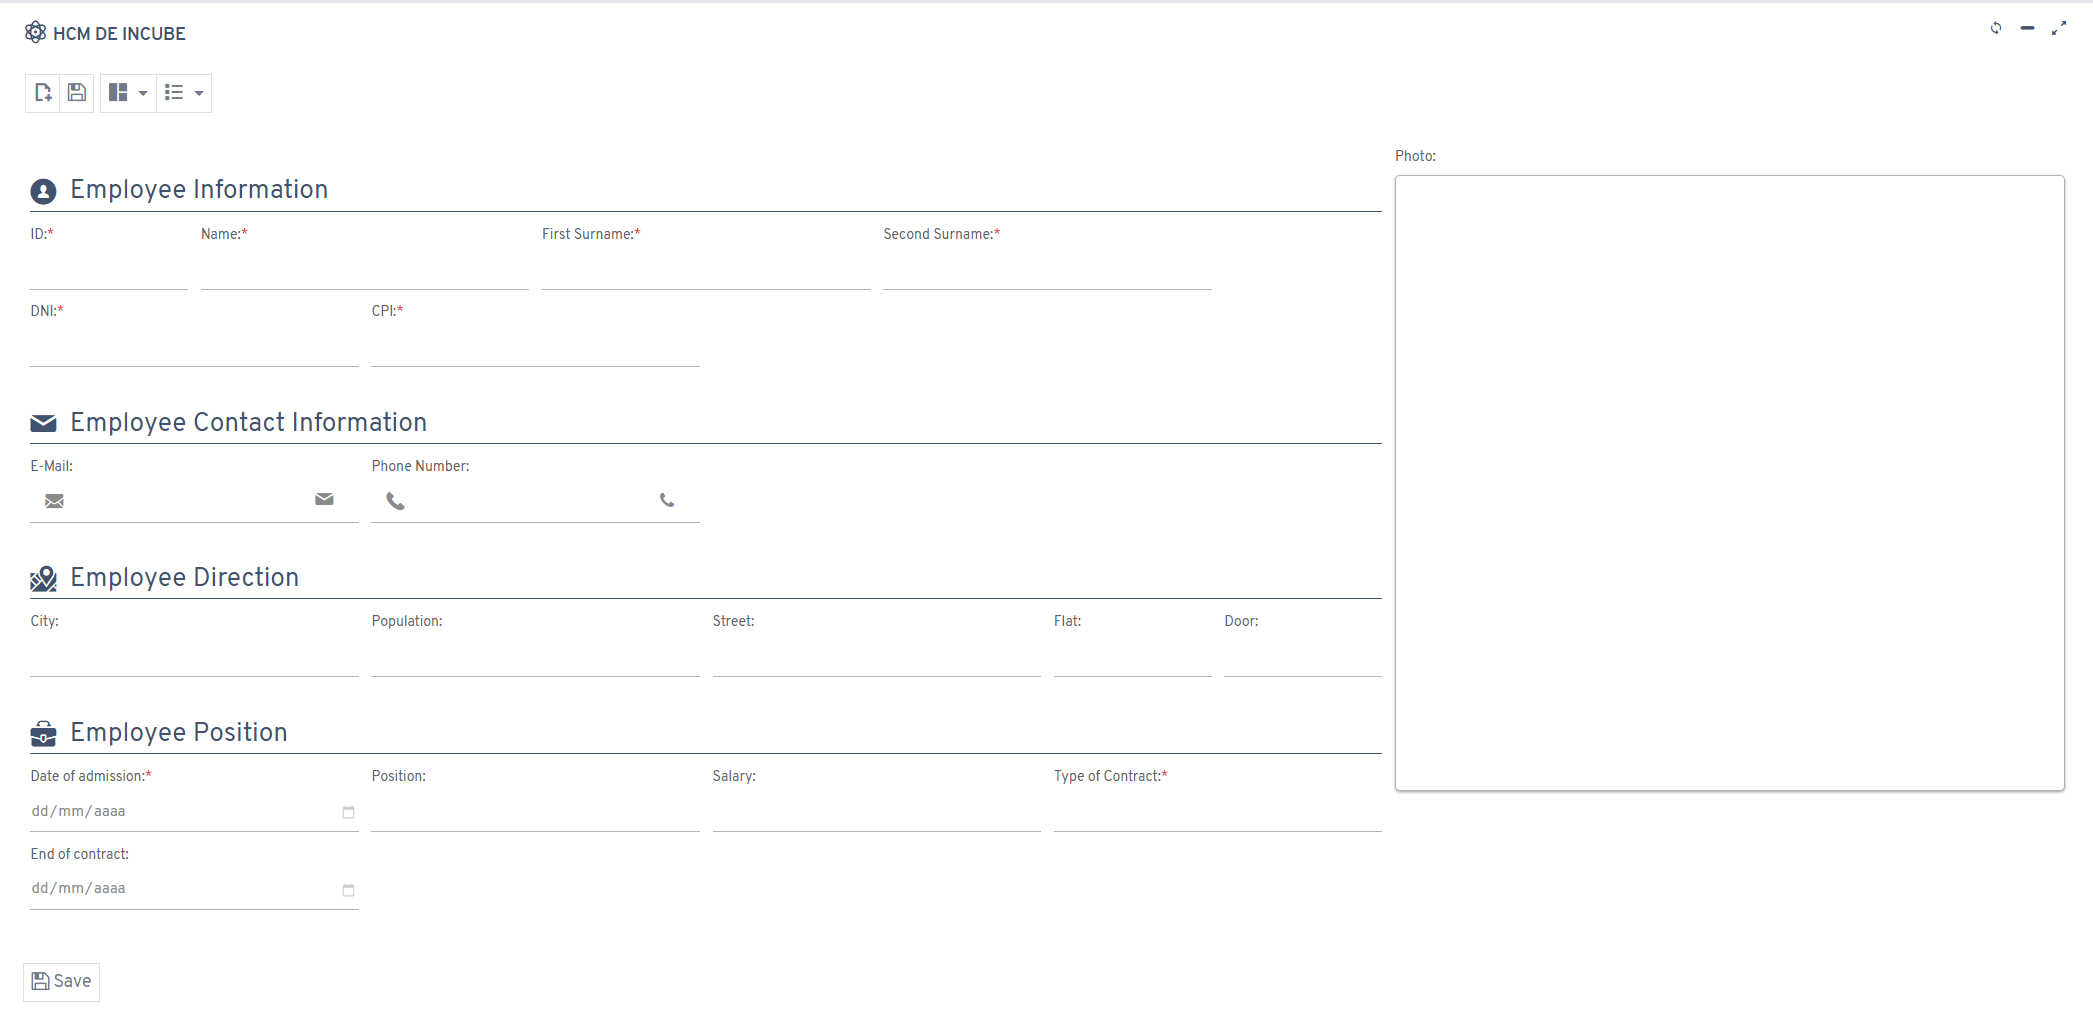 HCM DE INCUBE
Photo:
Employee Information
ID:* Name:* First Surname:* Second Surname:*
DNI:* CPI:*
Employee Contact Information
E-Mail: Phone Number:
Employee Direction
City: Population: Street: Flat: Door:
Employee Position
Date of admission:* Position: Salary: Type of Contract:*
dd/mm/aaaa
End of contract:
dd/mm/aaaa
Save